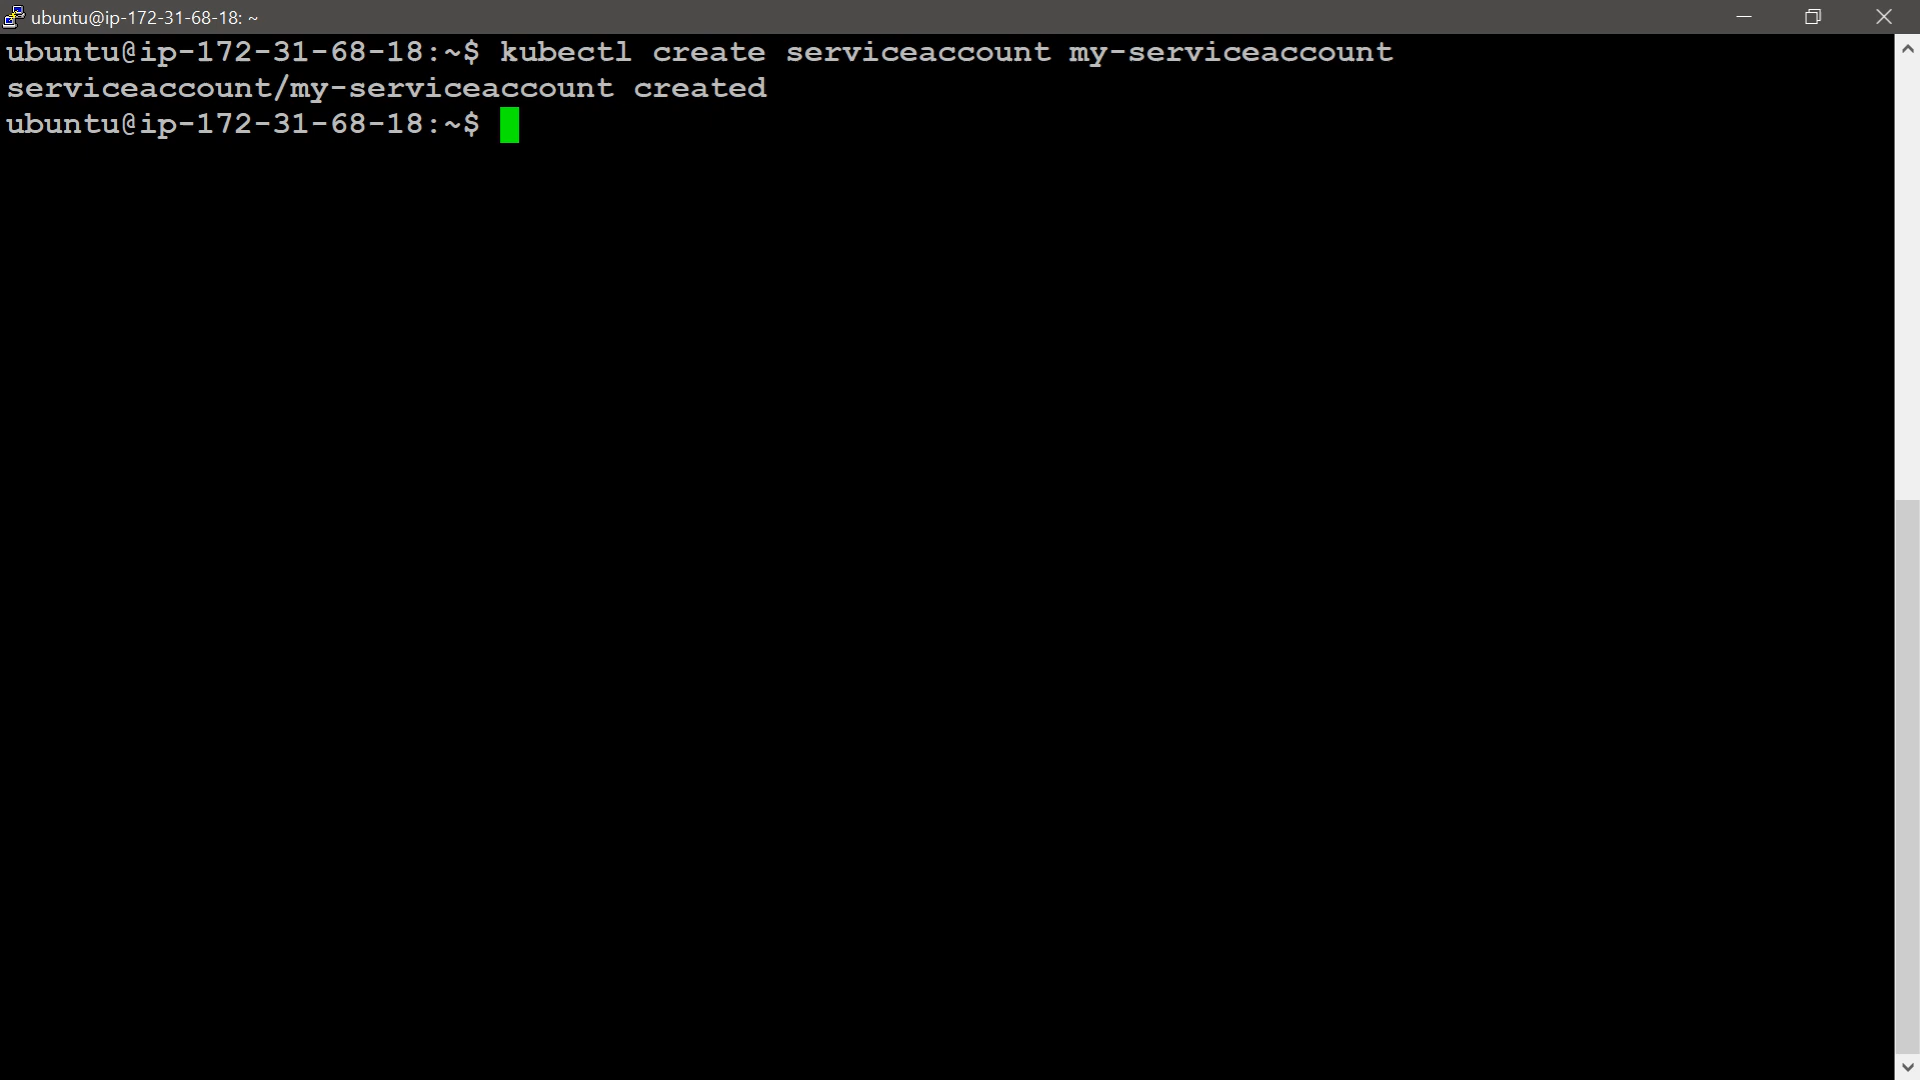 ubuntu@ip-172-31-68-18: ~
ubuntu@ip-172-31-68-18:~$ kubectl create serviceaccount my-serviceaccount
serviceaccount/my-serviceaccount created
ubuntu@ip-172-31-68-18:~$